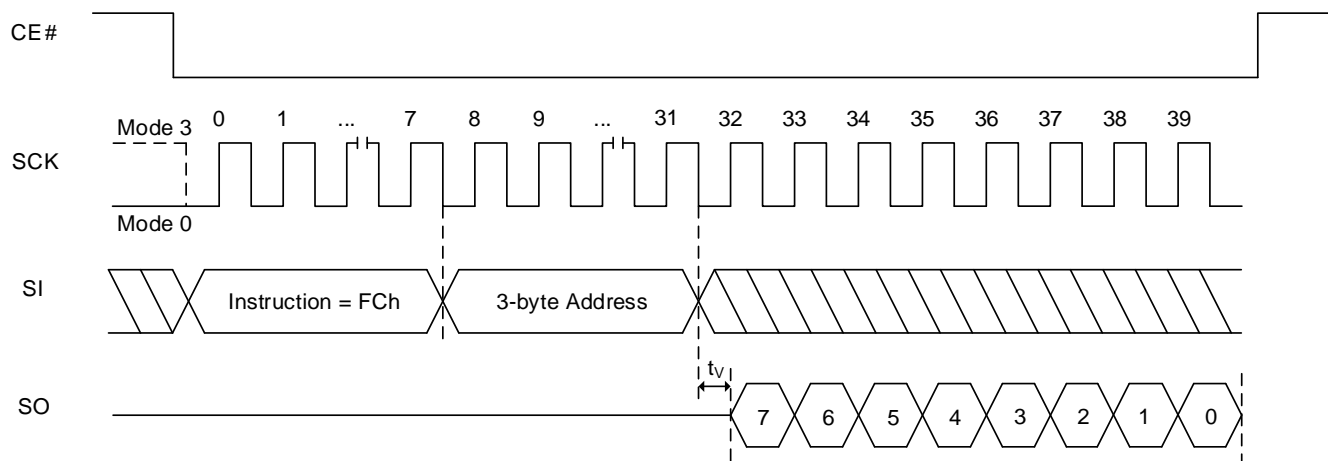 CE#
Mode 3
0 1 ... 7 8 9 ... 31 32 33 34 35 36 37 38 39
SCK
Mode 0
SI
Instruction = FCh
3-byte Address
tV
SO
7 6 5 4 3 2 1 0